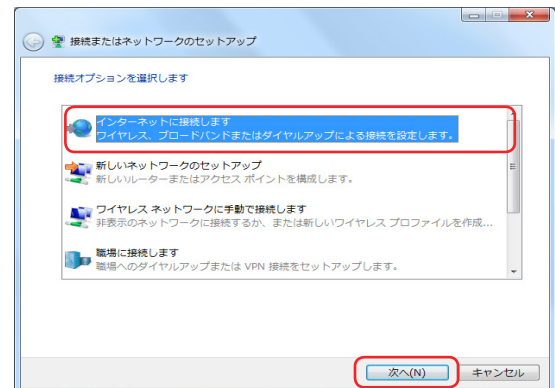 接続またはネットワークのセットアップ
接続オプションを選択します
インターネットに接続します
ワイヤレス、ブロードバンドまたはダイヤルアップによる接続を設定します。
新しいネットワークのセットアップ
新しいルーターまたはアクセス ポイントを構成します。
ワイヤレス ネットワークに手動で接続します
非表示のネットワークに接続するか、または新しいワイヤレス プロファイルを作成...
職場に接続します
職場へのダイヤルアップまたは VPN 接続をセットアップします。
次へ(N)
キャンセル